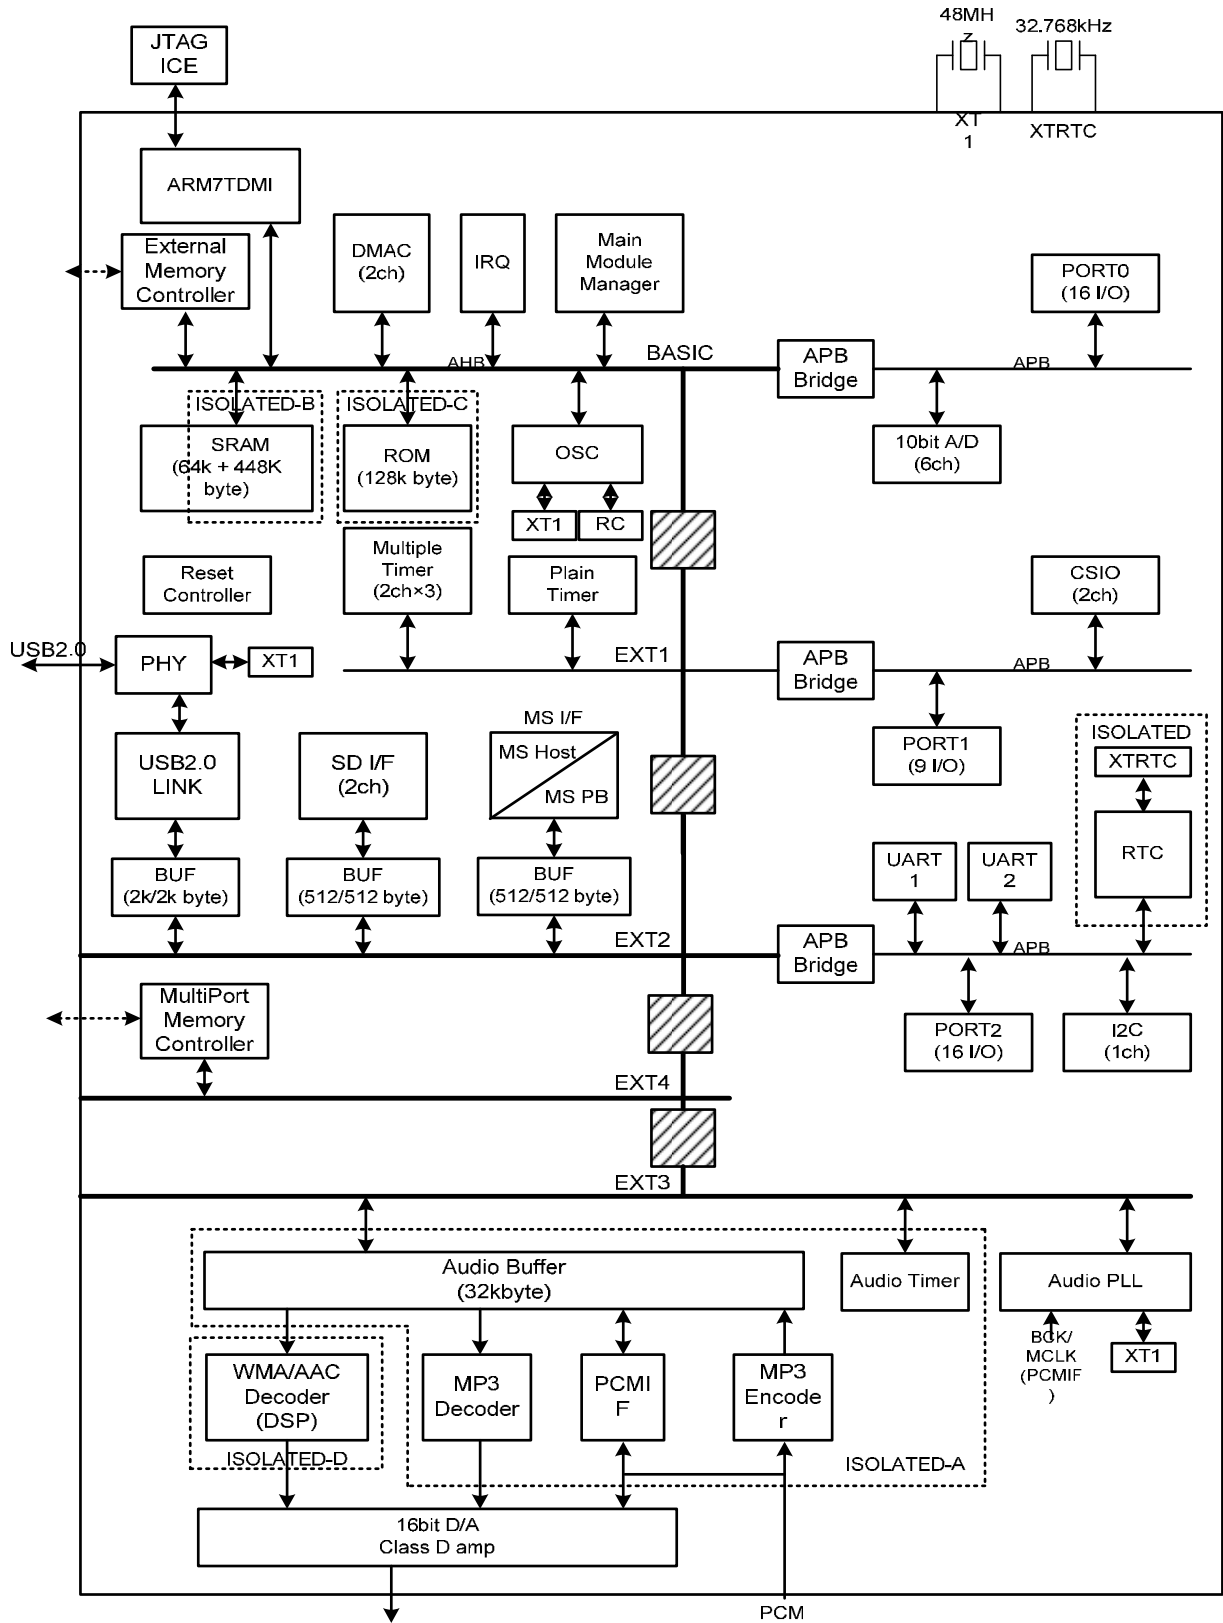 48MH
z
32.768kHz
JTAG
ICE
XT
1
XTRTC
ARM7TDMI
External
Memory
Controller
DMAC
(2ch)
IRQ
Main
Module
Manager
PORT0
(16 I/O)
AHB
BASIC
APB
Bridge
APB
ISOLATED-B
SRAM
(64k + 448K
byte)
ISOLATED-C
ROM
(128k byte)
OSC
XT1
RC
10bit A/D
(6ch)
Reset
Controller
Multiple
Timer
(2ch×3)
Plain
Timer
CSIO
(2ch)
USB2.0
PHY
XT1
EXT1
APB
Bridge
APB
MS I/F
USB2.0
LINK
SD I/F
(2ch)
MS Host
MS PB
PORT1
(9 I/O)
ISOLATED
XTRTC
RTC
BUF
(2k/2k byte)
BUF
(512/512 byte)
BUF
(512/512 byte)
UART
1
UART
2
EXT2
APB
Bridge
APB
MultiPort
Memory
Controller
PORT2
(16 I/O)
I2C
(1ch)
EXT4
EXT3
Audio Buffer
(32kbyte)
Audio Timer
Audio PLL
BCK/
MCLK
(PCMIF
)
XT1
WMA/AAC
Decoder
(DSP)
MP3
Decoder
PCMI
F
MP3
Encode
r
ISOLATED-D
ISOLATED-A
16bit D/A
Class D amp
PCM